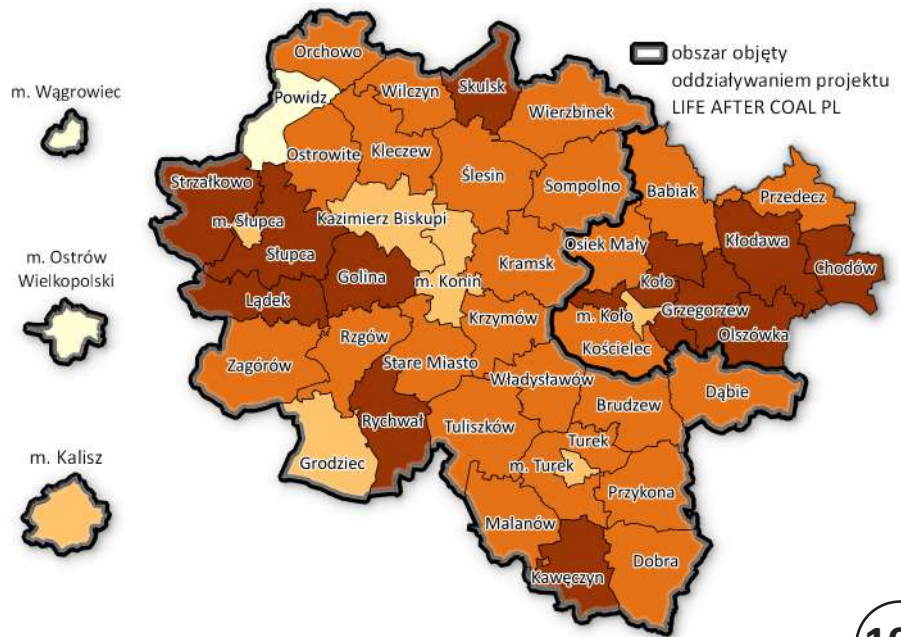 Orchowo
obszar objęty
oddziaływaniem projektu
LIFE AFTER COAL PL
m. Wągrowiec
Powidz
Wilczyn
Skulsk
Wierzbinek
Ostrowite
Kleczew
Ślesin
Sompolno
Strzałkowo
Babiak
Przedecz
m. Słupca
Kazimierz Biskupi
Słupca
Osiek Mały
Kłodawa
m. Ostrów
Wielkopolski
Golina
m. Konin
Kramsk
Koło
Chodów
Lądek
m. Koło
Grzegorzew
Krzymów
Olszówka
Rzgów
Kościelec
Zagórów
Stare Miasto
Władysławów
Dąbie
Brudzew
Rychwał
Tuliszków
Turek
m. Kalisz
Grodziec
m. Turek
Przykona
Malanów
Dobra
Kawęczyn